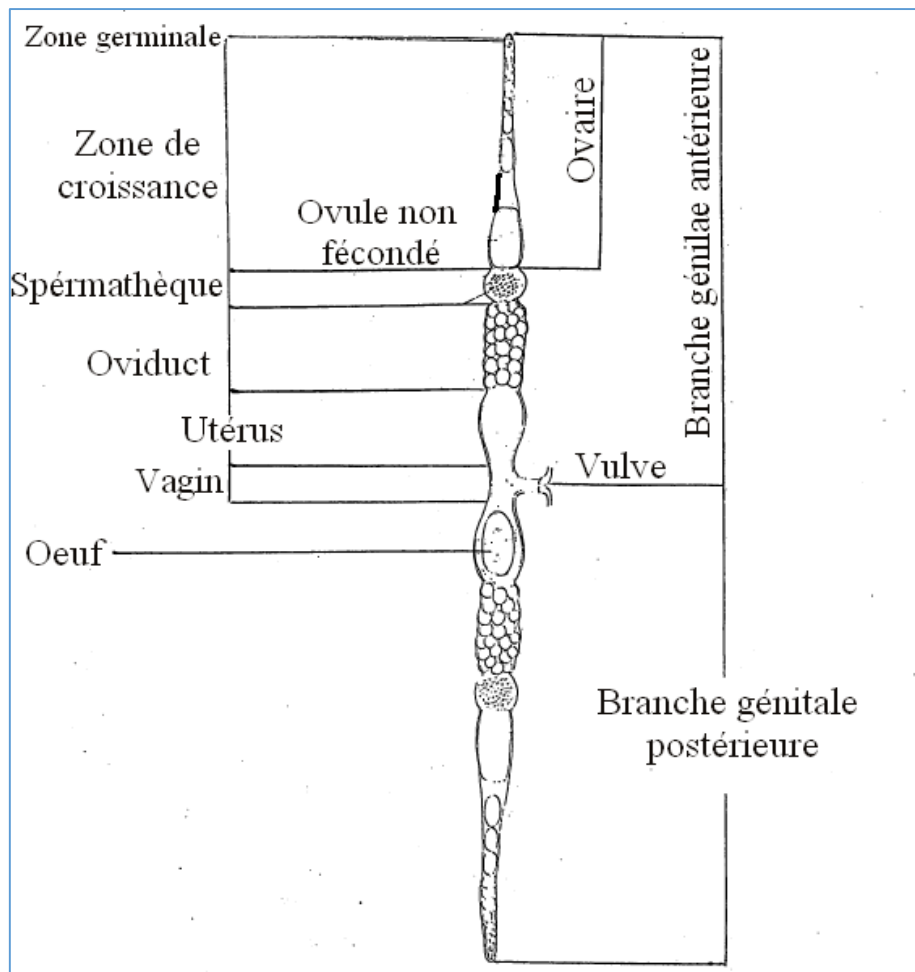 Zone germinale
Zone de
croissance
Ovule non
fécondé
Spérmathèque
Oviduct
Utérus
Vagin
Oeuf
Ovaire
Branche génilae antérieure
Vulve
Branche génitale
postérieure